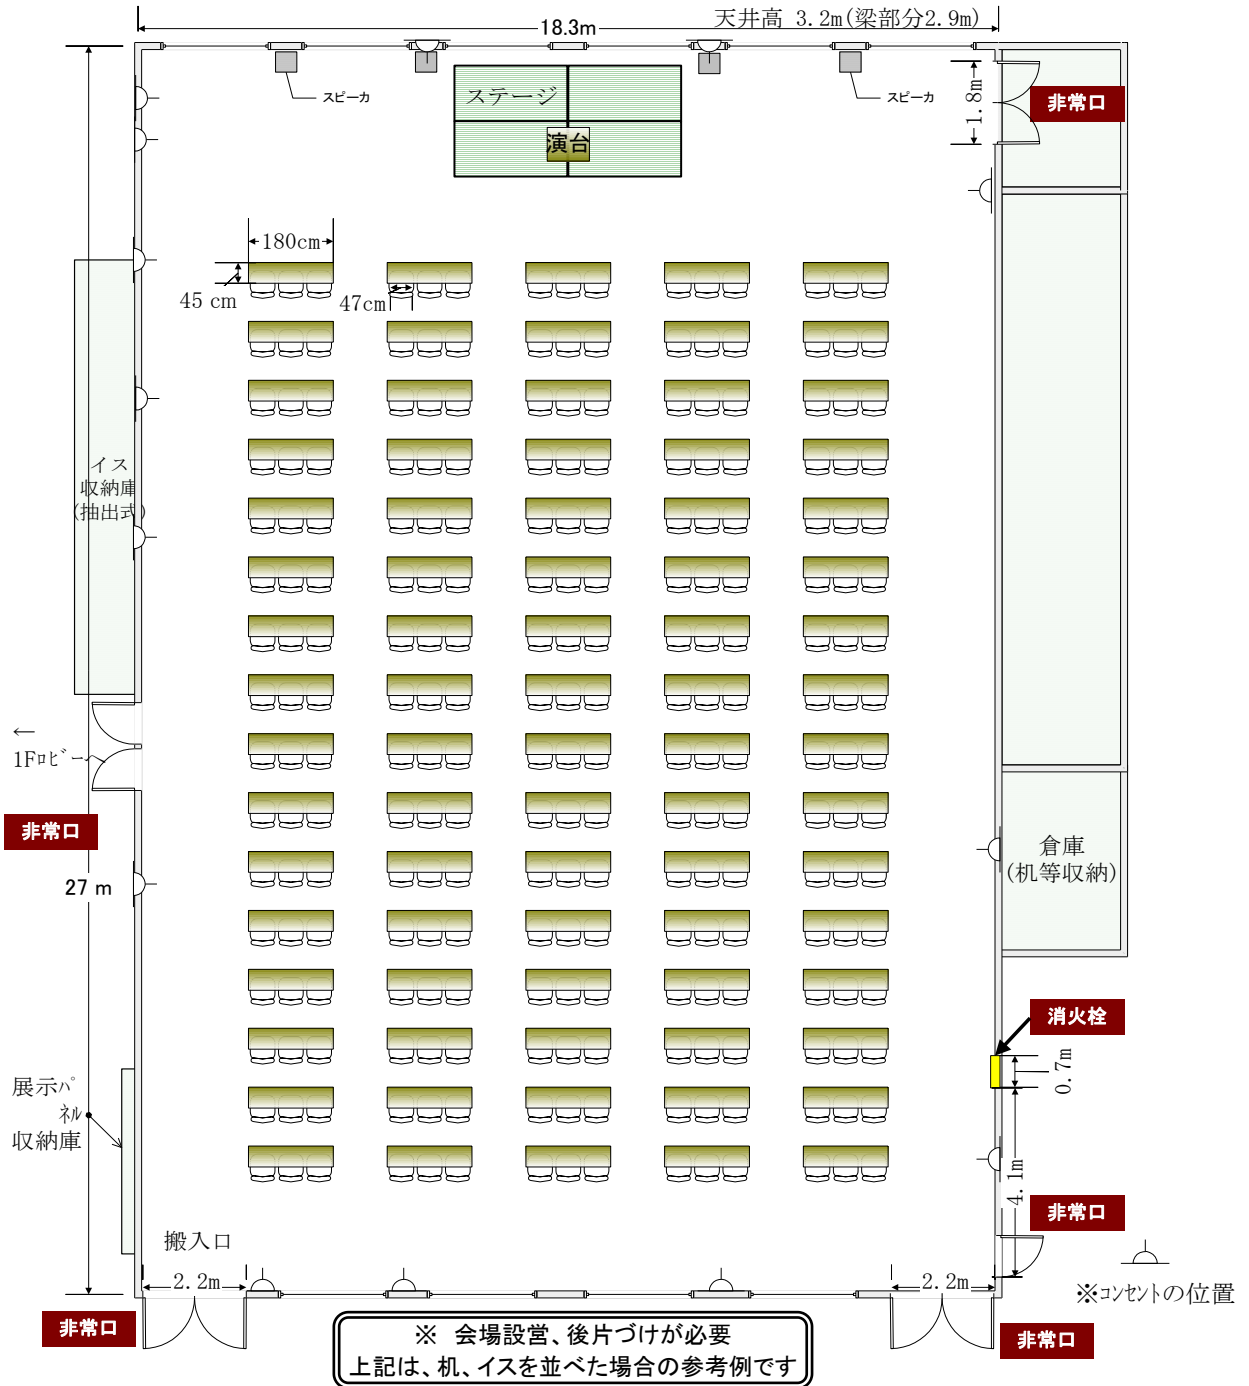 18.3m
天井高 3.2m(梁部分2.9m)
ステージ
演台
スピーカ
スピーカ
1.8m
非常口
180cm
45 cm
47cm
イス
収納庫
(抽出式)
←
1Fロビー
非常口
27 m
倉庫
(机等収納)
消火栓
0.7m
展示パ
ネル
収納庫
4.1m
非常口
搬入口
2.2m
2.2m
※コンセントの位置
非常口
非常口
※ 会場設営、後片づけが必要
上記は、机、イスを並べた場合の参考例です